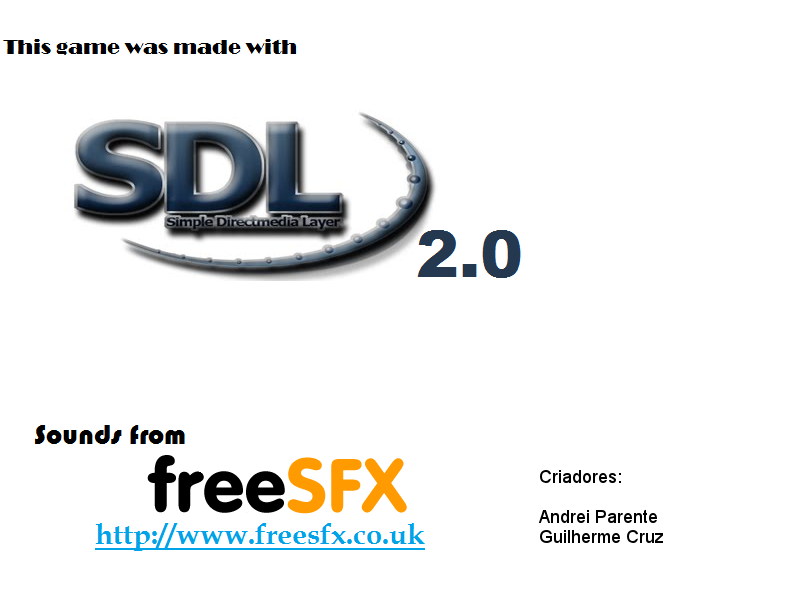 This game was made with
SDL
Simple Directmedia Layer
2.0
Sounds from
freeSFX
http://www.freesfx.co.uk
Criadores:
Andrei Parente
Guilherme Cruz